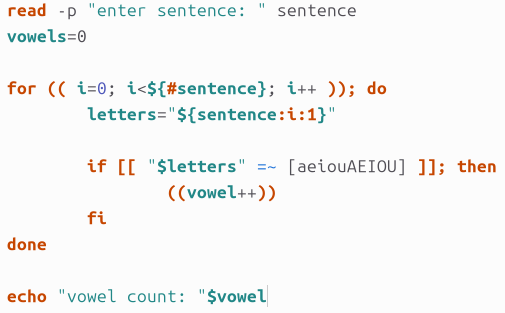 read -p "enter sentence: " sentence
vowels=0
for (( i=0; i<${#sentence}; i++ )); do
letters="${sentence:i:1}"
if [[ "$letters" =~ [aeiouAEIOU] ]]; then
((vowel++))
fi
done
echo "vowel count: "$vowel